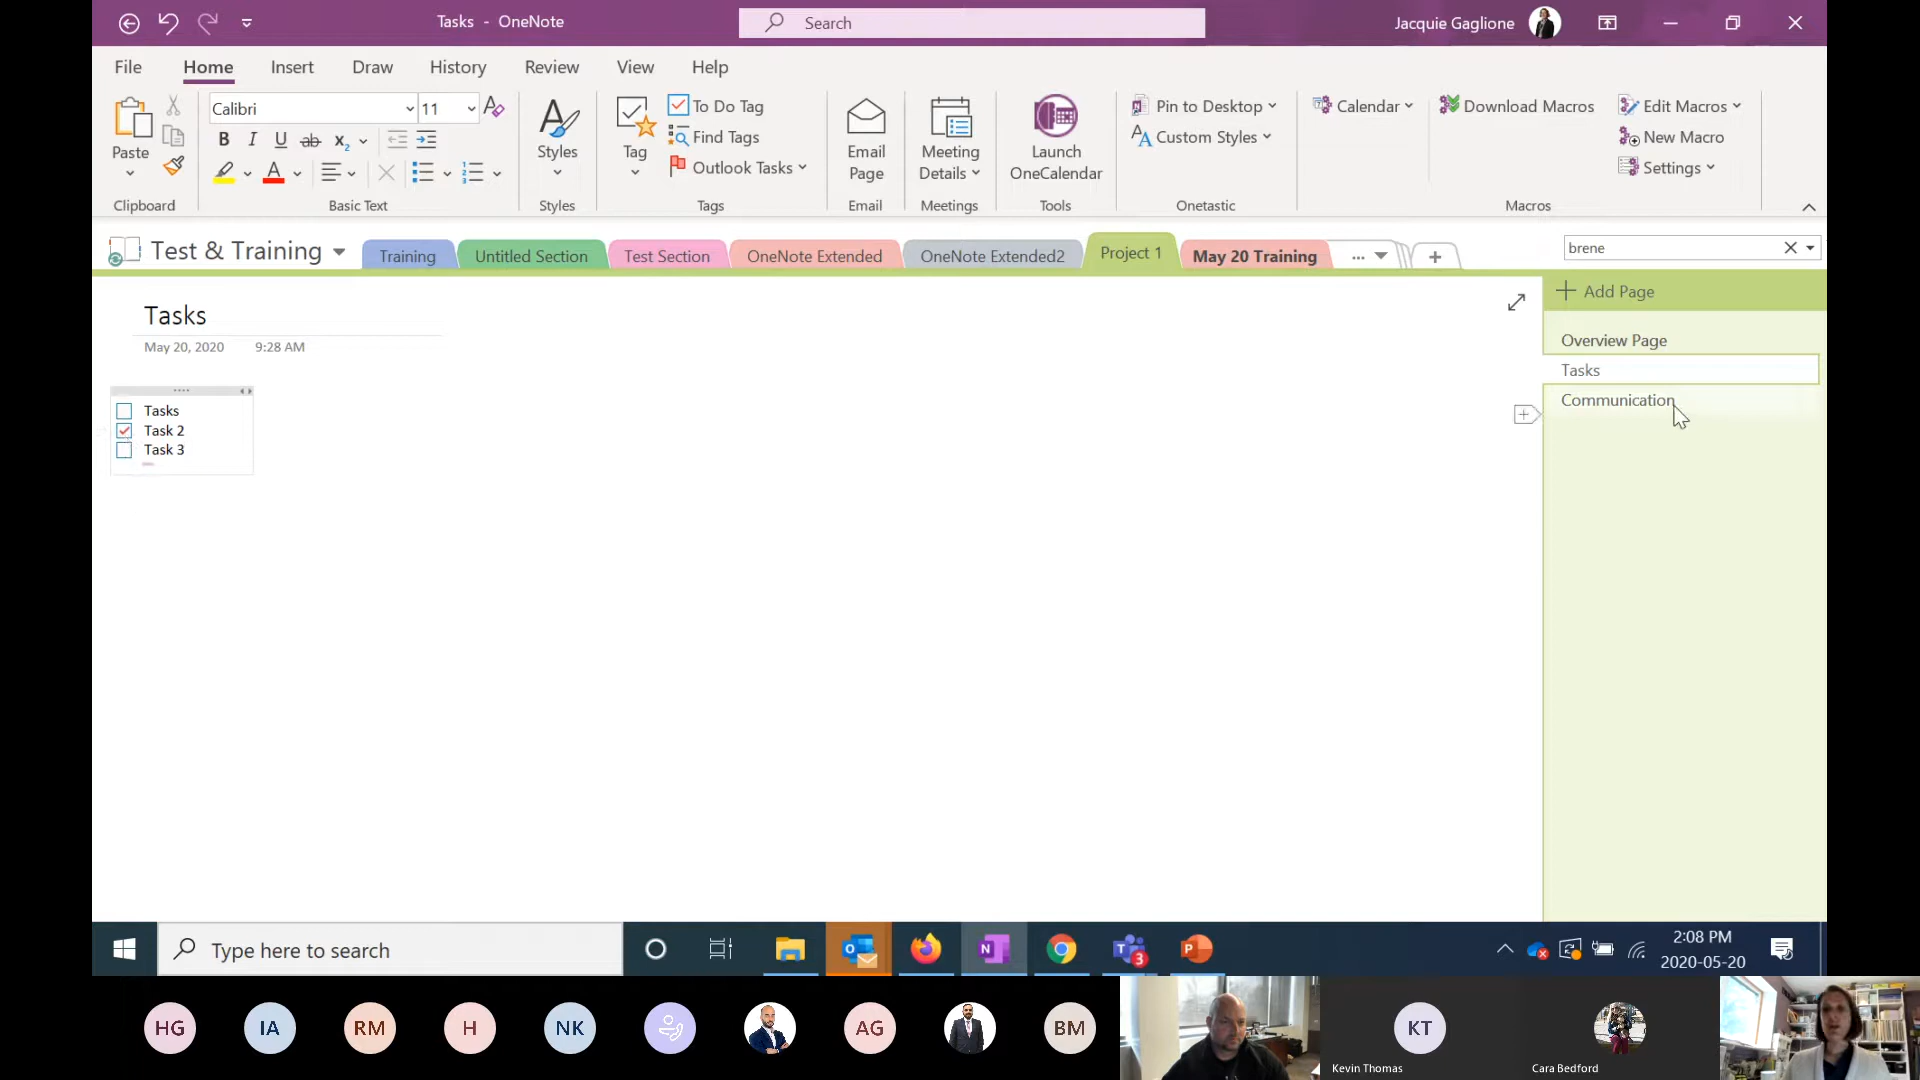 Tasks - OneNote
Search
Jacquie Gaglione
File Home Insert Draw History Review View Help
Calibri
11
Paste
B I U ab x2
A
Clipboard
Basic Text
Styles
Styles
Tag
To Do Tag
Find Tags
Outlook Tasks
Tags
Email
Page
Email
Meeting
Details
Meetings
Launch
OneCalendar
Tools
Pin to Desktop
Custom Styles
Onetastic
Calendar
Download Macros
Edit Macros
New Macro
Settings
Macros
Test & Training
Training
Untitled Section
Test Section
OneNote Extended
OneNote Extended2
Project 1
May 20 Training
...
brene
Add Page
Overview Page
Tasks
Communication
Tasks
May 20, 2020 9:28 AM
Tasks
Task 2
Task 3
Type here to search
3
2:08 PM
2020-05-20
HG
IA
RM
H
NK
AG
BM
KT
Kevin Thomas
Cara Bedford